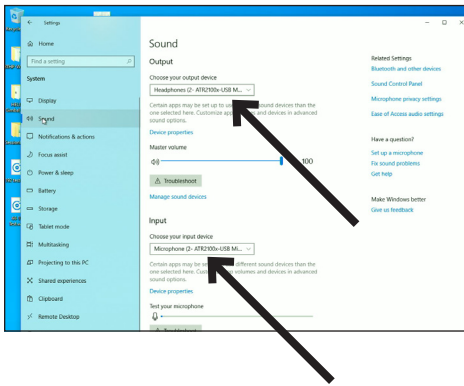 Settings
Home
Find a setting
System
Display
Sound
Notifications & actions
Focus assist
Power & sleep
Battery
Storage
Tablet mode
Multitasking
Projecting to this PC
Shared experiences
Clipboard
Remote Desktop
Sound
Output
Choose your output device
Headphones (2- ATR2100x-USB M...
Certain apps may be set to us sound devices than the
one selected here. Customize app and devices in advanced
sound options.
Device properties
Master volume
100
Troubleshoot
Manage sound devices
Input
Choose your input device
Microphone (2- ATR2100x-USB Mi...
Certain apps may be different sound devices than the
one selected here. volumes and devices in advanced
sound options.
Device properties
Test your microphone
Related Settings
Bluetooth and other devices
Sound Control Panel
Microphone privacy settings
Ease of Access audio settings
Have a question?
Set up a microphone
Fix sound problems
Get help
Make Windows better
Give us feedback